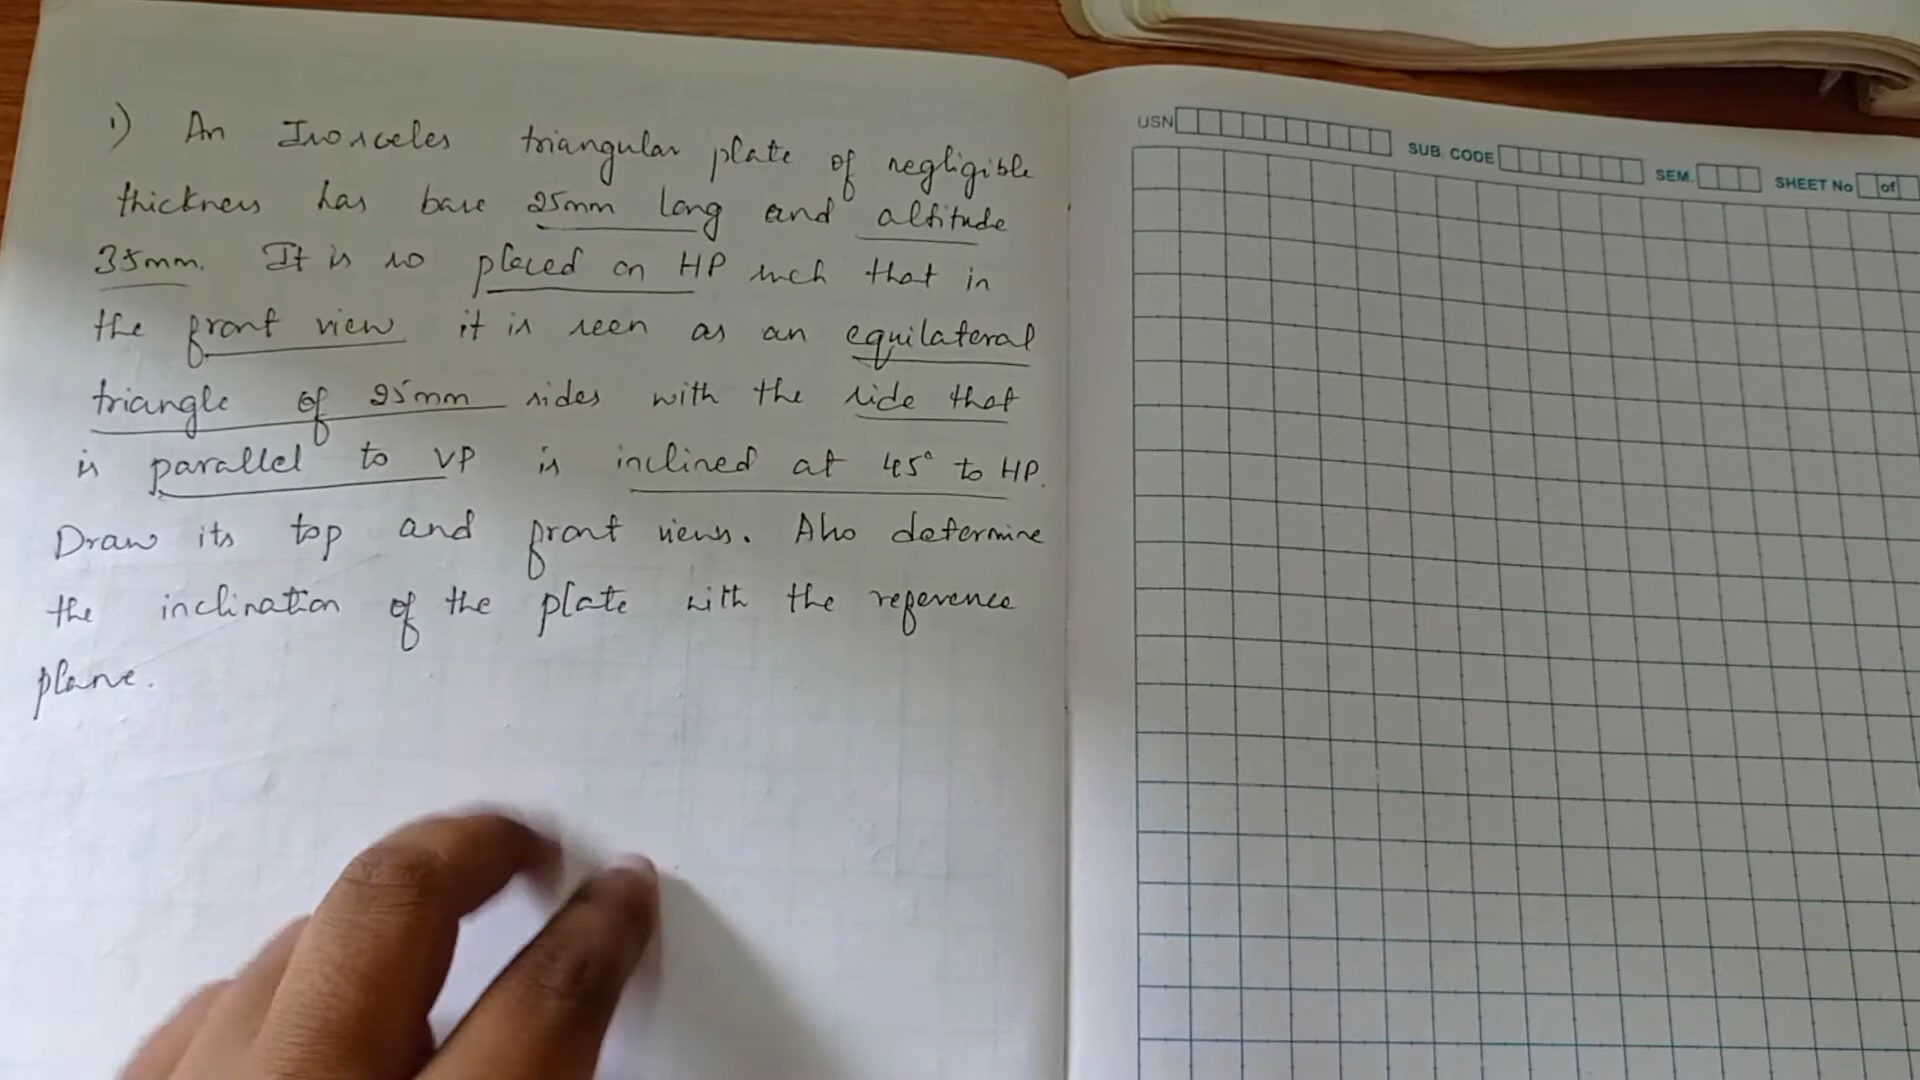 1) An Isosceles triangular plate of negligible
thickness has base 25mm long and altitude
35mm. It is so placed on HP such that in
the front view it is seen as an equilateral
triangle of 25mm sides with the side that
is parallel to VP is inclined at 45° to HP.
Draw its top and front views. Also determine
the inclination of the plate with the reference
plane.
USN
SUB. CODE
SEM.
SHEET No of